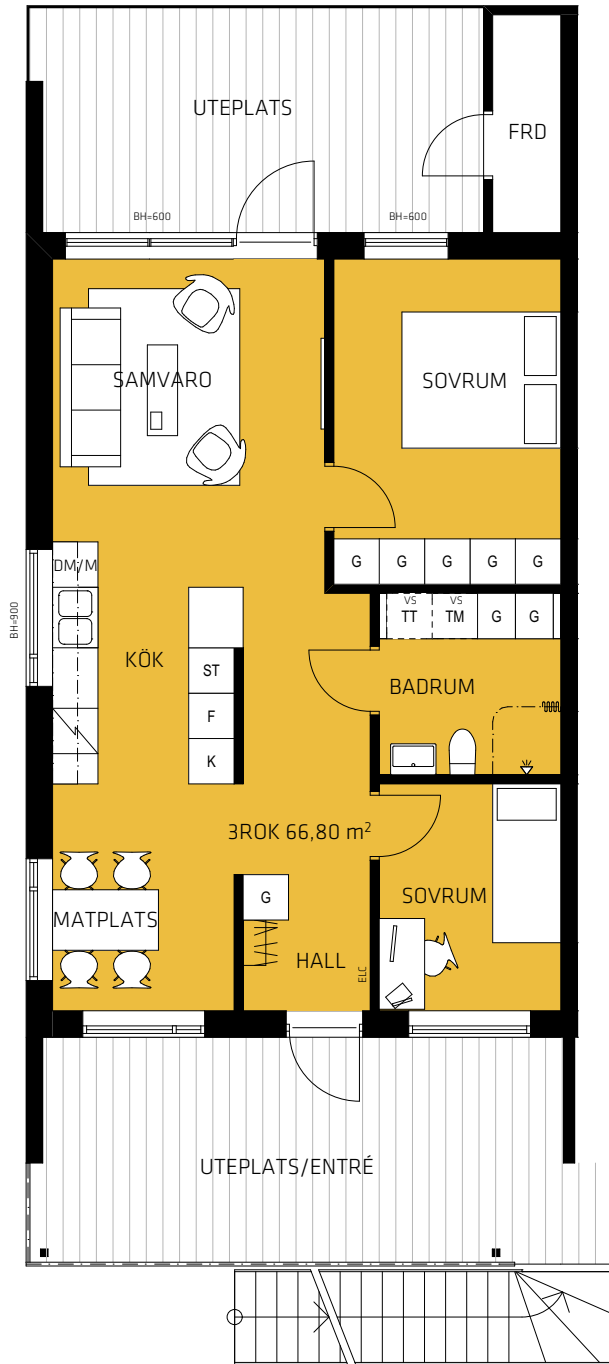 UTEPLATS
FRD
BH=600
BH=600
SAMVARO
SOVRUM
DM/M
G G G G G
VS VS
TT TM G G
BH=900
KÖK
ST
BADRUM
F
K
3ROK 66,80 m²
G
SOVRUM
MATPLATS
HALL
ELC
UTEPLATS/ENTRÉ